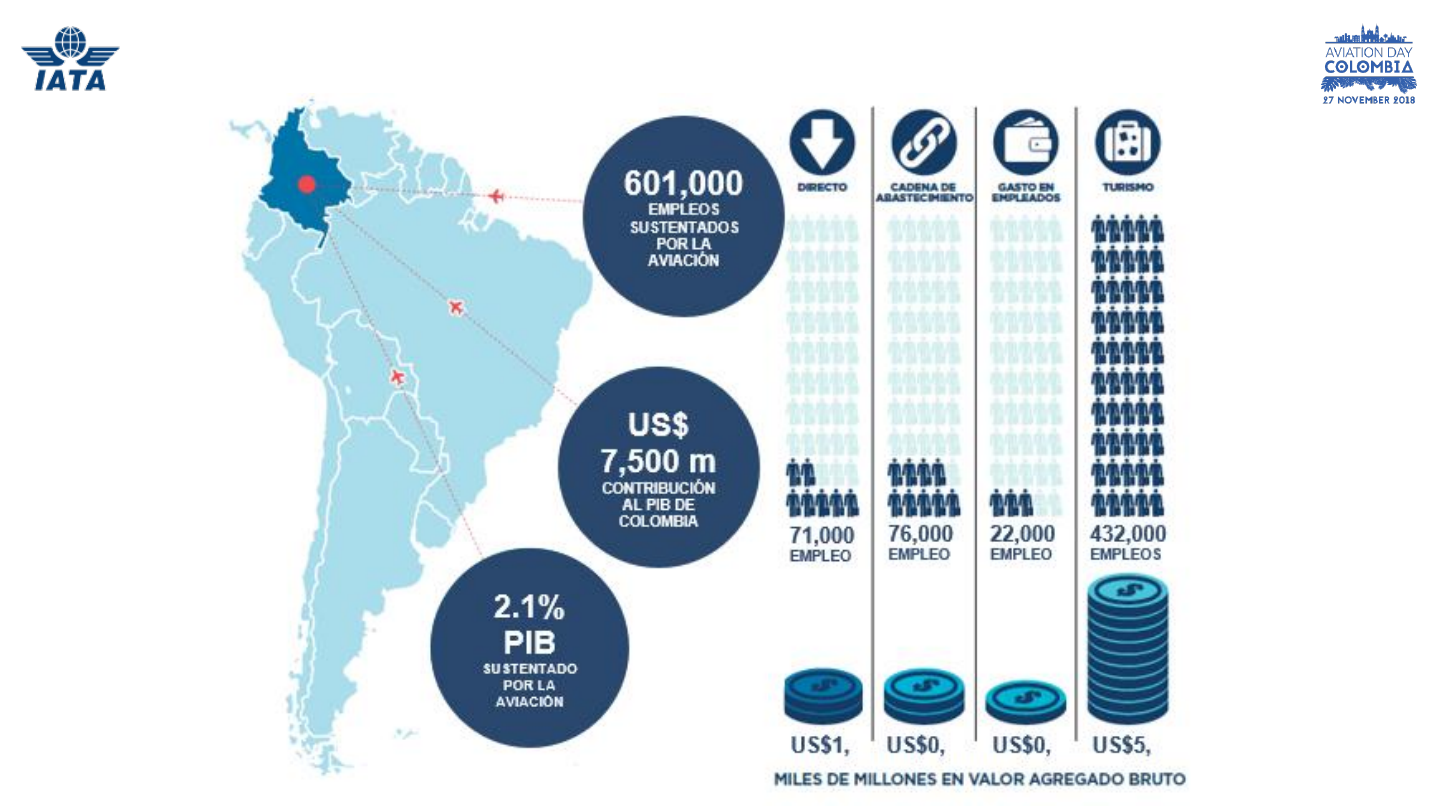 IATA
AVIATION DAY
COLOMBIA
27 NOVEMBER 2018
601,000
EMPLEOS
SUSTENTADOS
POR LA
AVIACIÓN
US$
7,500 m
CONTRIBUCIÓN
AL PIB DE
COLOMBIA
2.1%
PIB
SUSTENTADO
POR LA
AVIACIÓN
DIRECTO
CADENA DE
ABASTECIMIENTO
GASTO EN
EMPLEADOS
TURISMO
71,000
EMPLEO
76,000
EMPLEO
22,000
EMPLEO
432,000
EMPLEOS
US$1,
US$0,
US$0,
US$5,
MILES DE MILLONES EN VALOR AGREGADO BRUTO